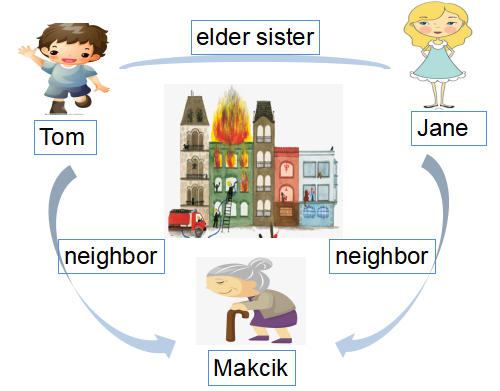 elder sister
Tom
Jane
neighbor
neighbor
Makcik